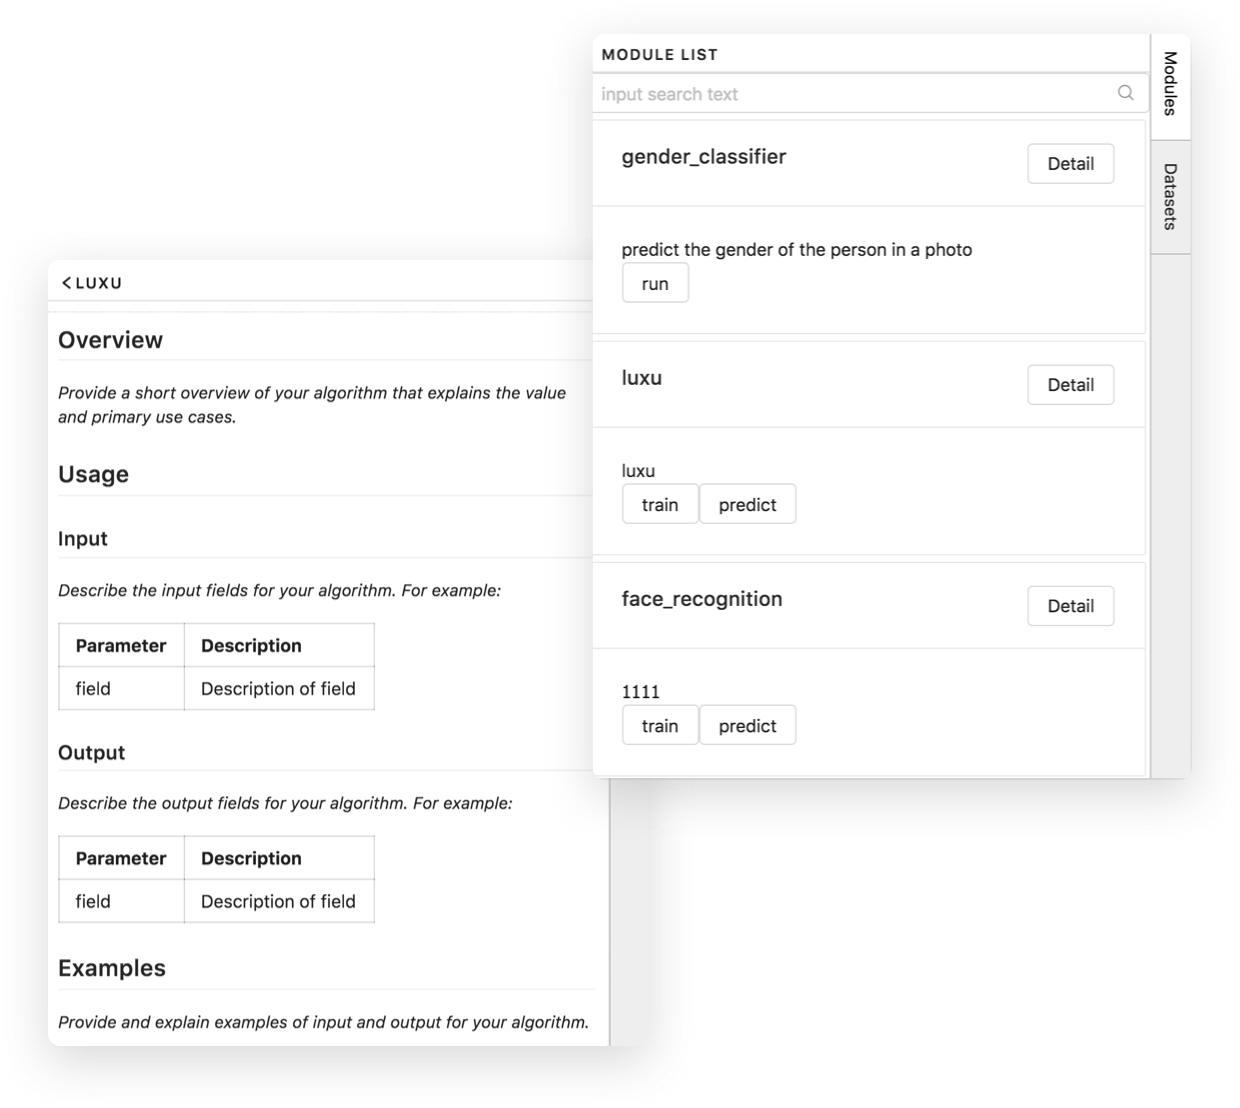 MODULE LIST
input search text
gender_classifier
Detail
predict the gender of the person in a photo
run
luxu
Detail
luxu
train predict
face_recognition
Detail
1111
train predict
Modules
Datasets
<LUXU
Overview
Provide a short overview of your algorithm that explains the value
and primary use cases.
Usage
Input
Describe the input fields for your algorithm. For example:
Parameter Description
field Description of field
Output
Describe the output fields for your algorithm. For example:
Parameter Description
field Description of field
Examples
Provide and explain examples of input and output for your algorithm.